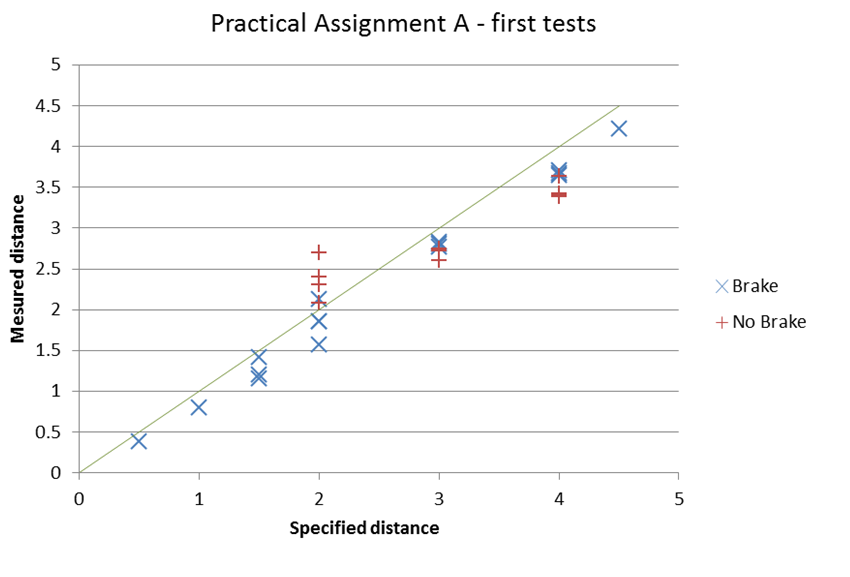 Practical Assignment A - first tests
5
4.5
4
3.5
3
2.5
2
1.5
1
0.5
0
0 1 2 3 4 5
Mesured distance
Specified distance
Brake
No Brake